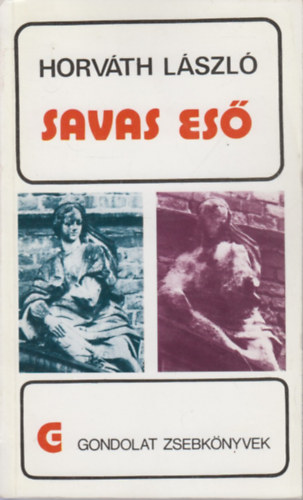 HORVÁTH LÁSZLÓ
SAVAS ESŐ
G GONDOLAT ZSEBKÖNYVEK